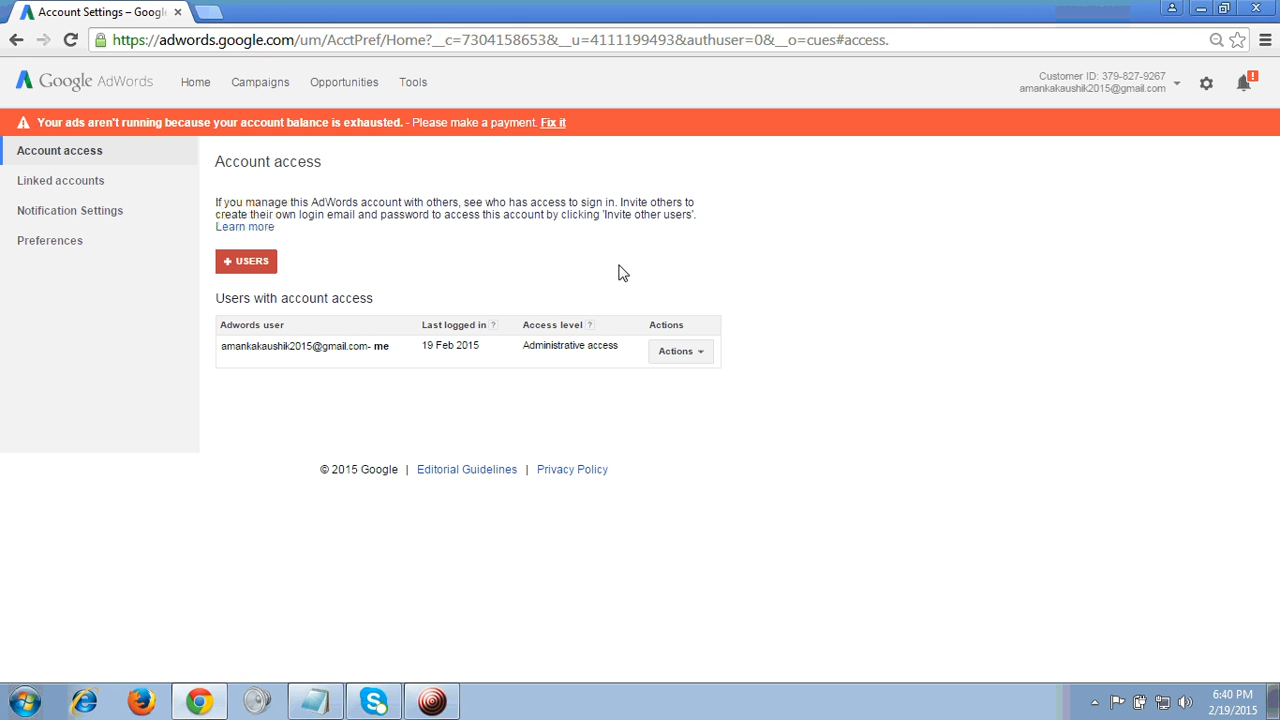 Account Settings – Googl
https://adwords.google.com/um/AcctPref/Home?__c=7304158653&__u=4111199493&authuser=0&__o=cues#access.
Google AdWords
Home
Campaigns
Opportunities
Tools
Customer ID: 379-827-9267
amankakaushik2015@gmail.com
!
Your ads aren't running because your account balance is exhausted. - Please make a payment. Fix it
Account access
Linked accounts
Notification Settings
Preferences
Account access
If you manage this AdWords account with others, see who has access to sign in. Invite others to
create their own login email and password to access this account by clicking 'Invite other users'.
Learn more
+ USERS
Users with account access
Adwords user Last logged in ? Access level ? Actions
amankakaushik2015@gmail.com- me 19 Feb 2015 Administrative access Actions
© 2015 Google | Editorial Guidelines | Privacy Policy
6:40 PM
2/19/2015